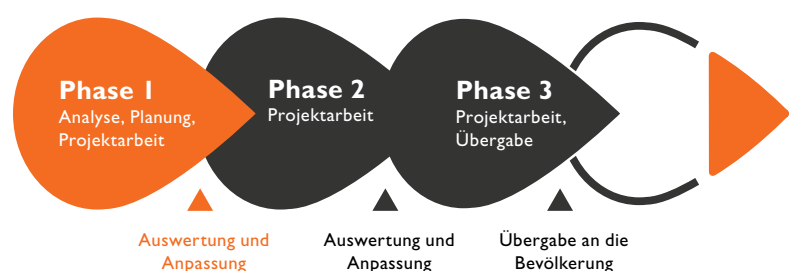 Phase 1
Analyse, Planung,
Projektarbeit
Phase 2
Projektarbeit
Phase 3
Projektarbeit,
Übergabe
Auswertung und
Anpassung
Auswertung und
Anpassung
Übergabe an die
Bevölkerung